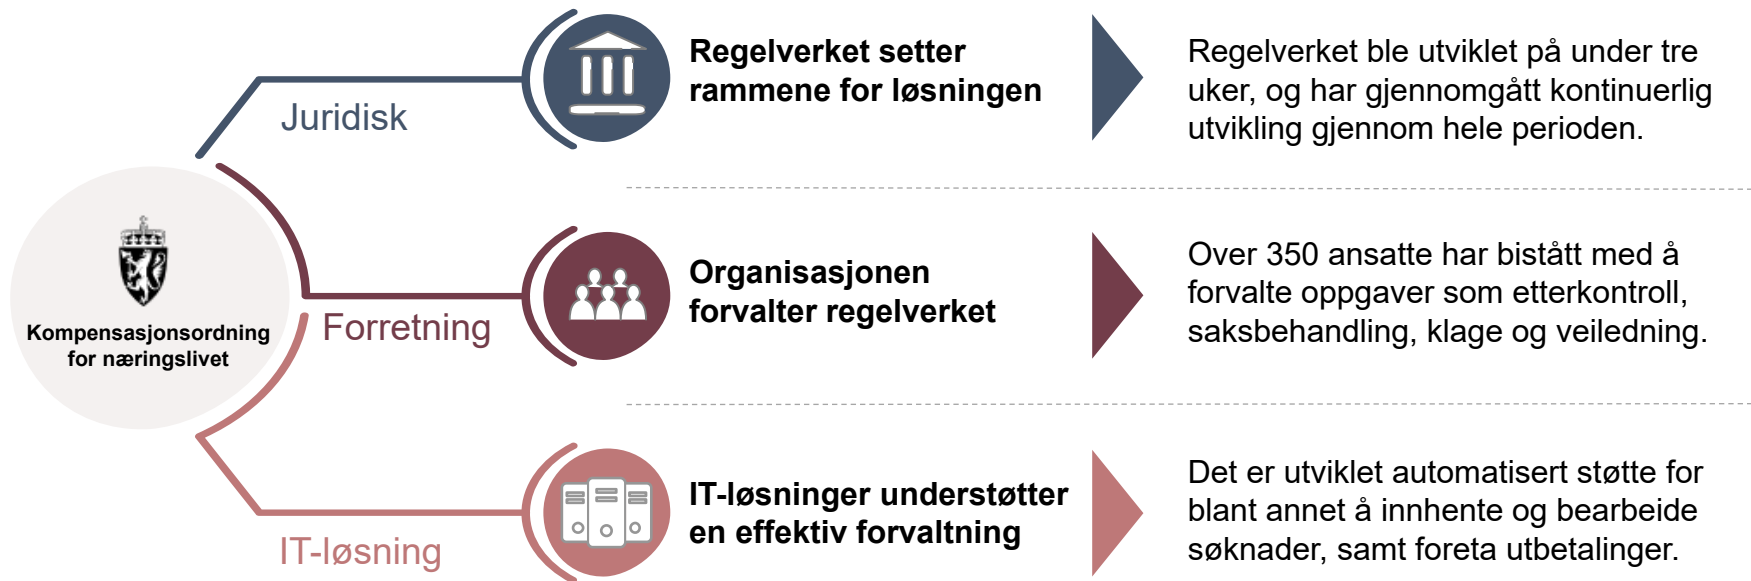 Kompensasjonsordning
for næringslivet
Juridisk
Regelverket setter
rammene for løsningen
Regelverket ble utviklet på under tre
uker, og har gjennomgått kontinuerlig
utvikling gjennom hele perioden.
Forretning
Organisasjonen
forvalter regelverket
Over 350 ansatte har bistått med å
forvalte oppgaver som etterkontroll,
saksbehandling, klage og veiledning.
IT-løsning
IT-løsninger understøtter
en effektiv forvaltning
Det er utviklet automatisert støtte for
blant annet å innhente og bearbeide
søknader, samt foreta utbetalinger.